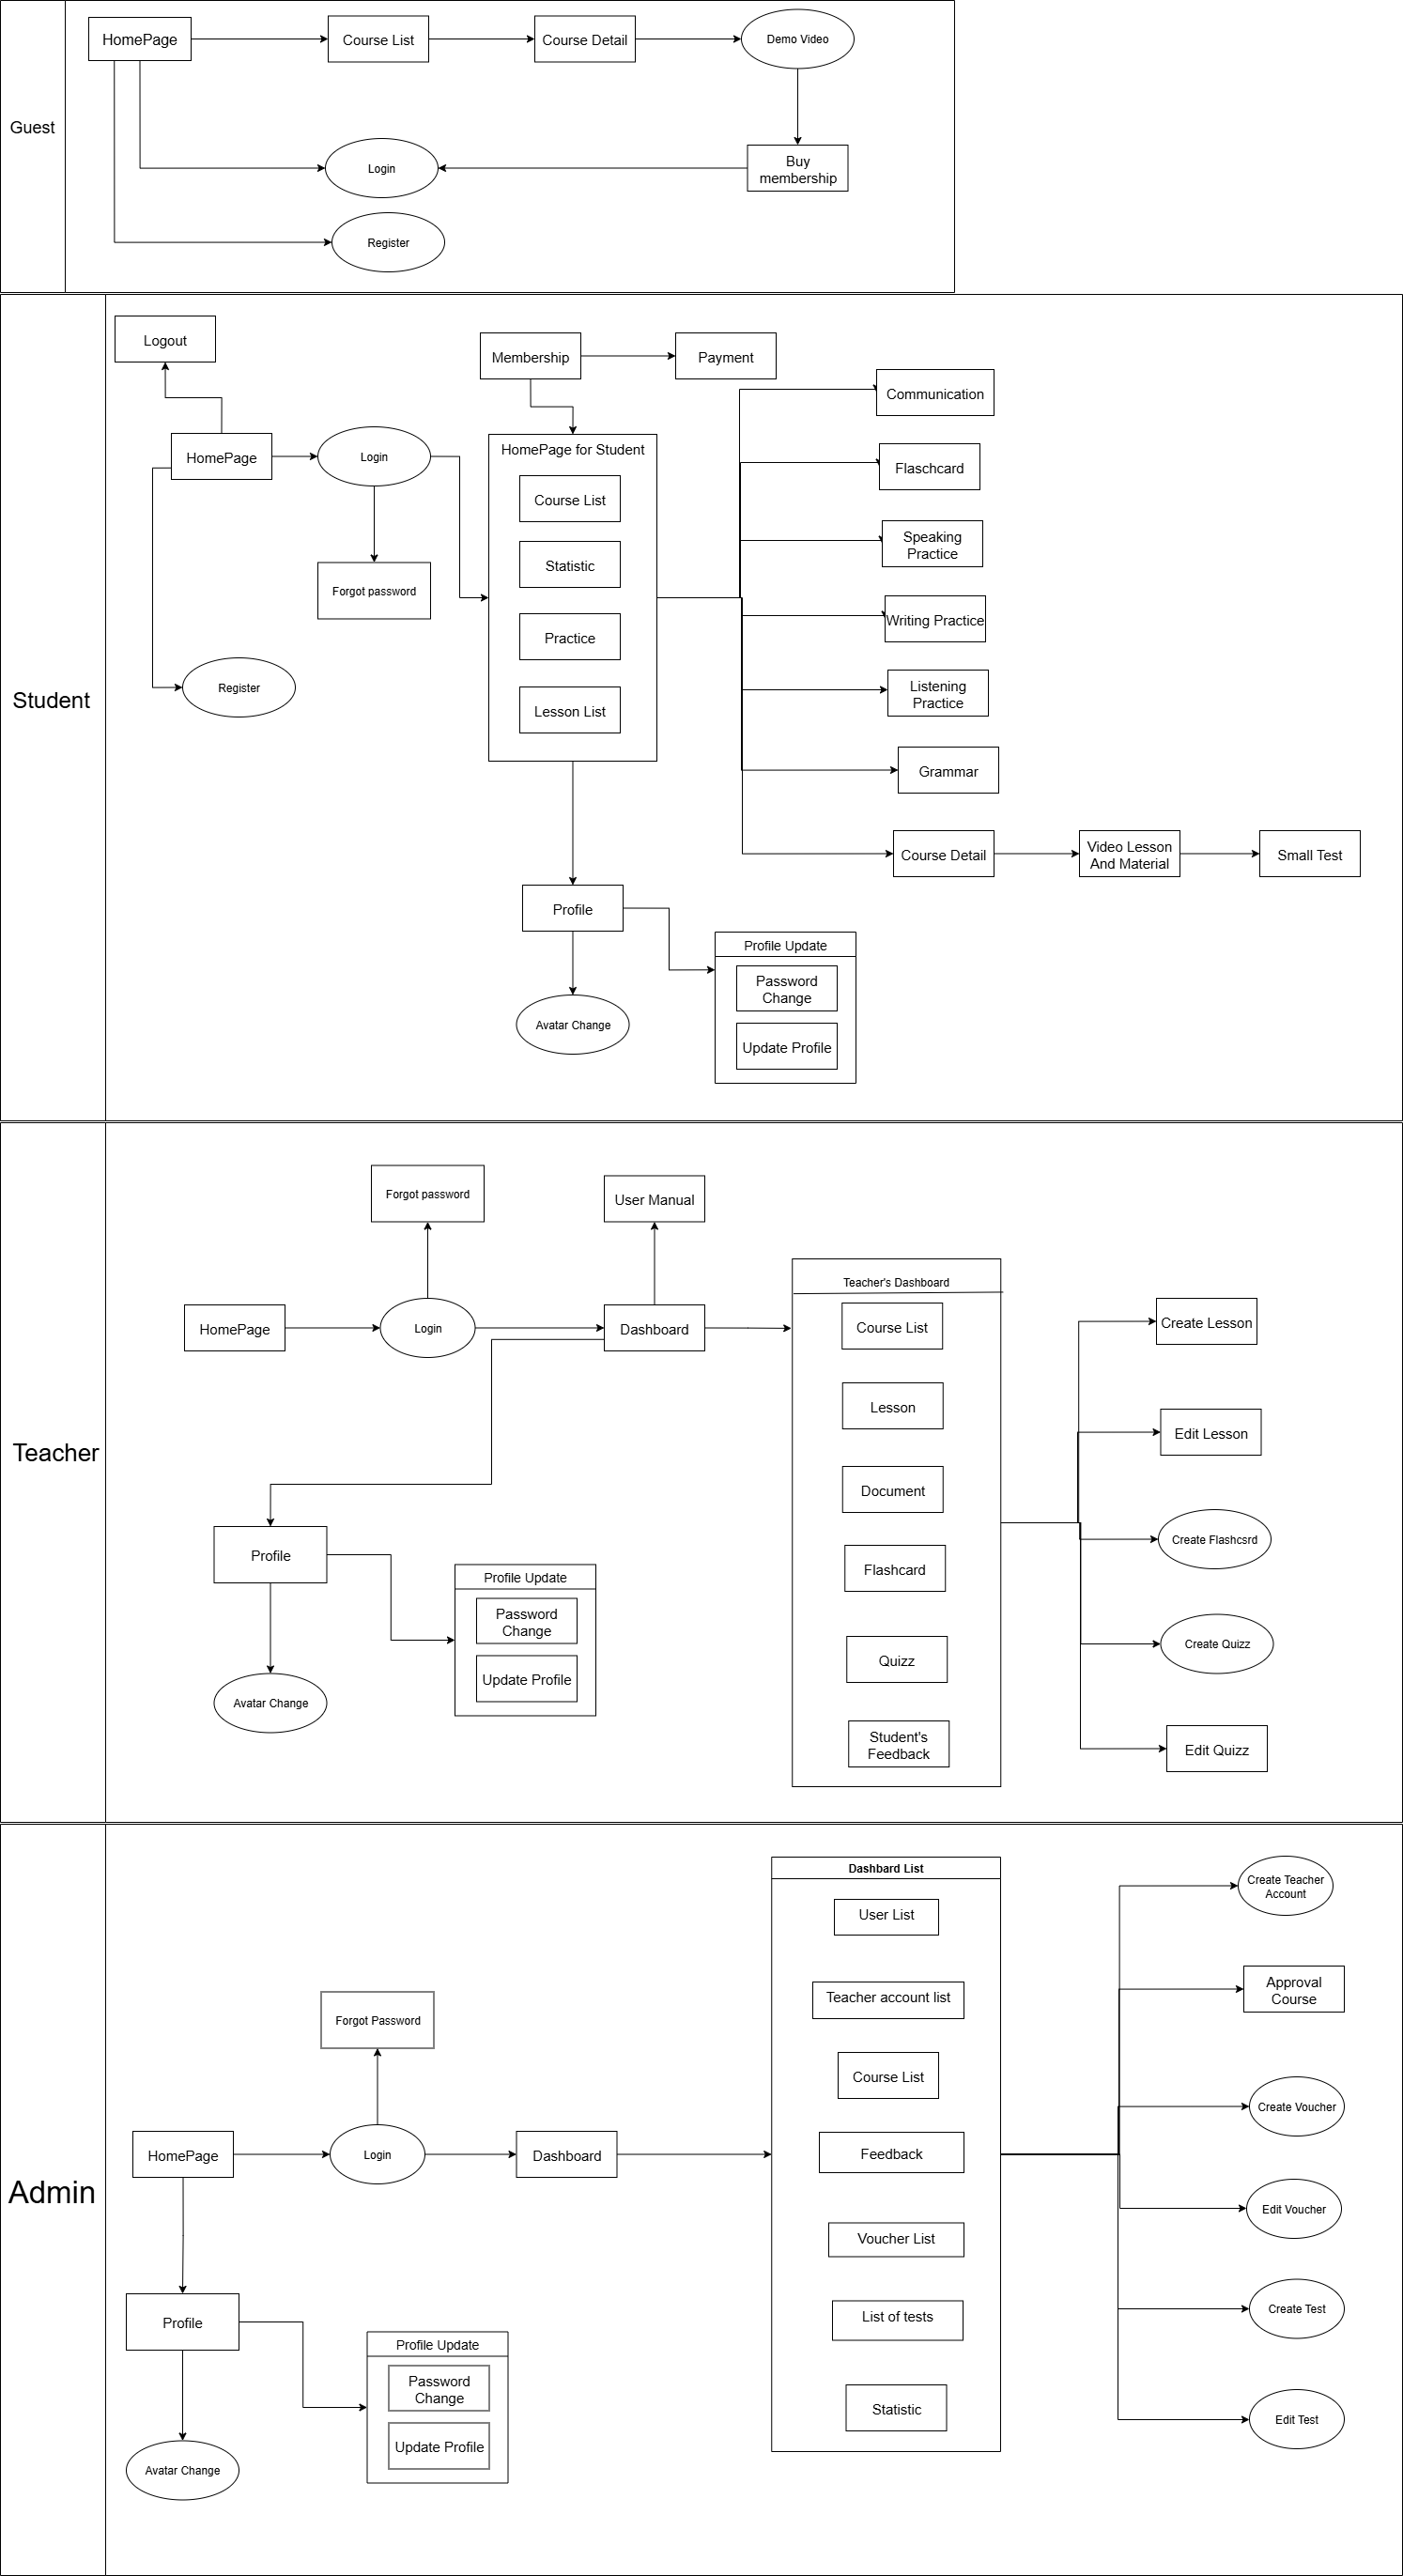 Guest
HomePage
Course List
Course Detail
Demo Video
Login
Buy
membership
Register
Student
Logout
Membership
Payment
HomePage
Login
Forgot password
Register
HomePage for Student
Course List
Statistic
Practice
Lesson List
Communication
Flaschcard
Speaking
Practice
Writing Practice
Listening
Practice
Grammar
Course Detail
Video Lesson
And Material
Small Test
Profile
Avatar Change
Profile Update
Password
Change
Update Profile
Teacher
Forgot password
User Manual
HomePage
Login
Dashboard
Profile
Avatar Change
Profile Update
Password
Change
Update Profile
Teacher's Dashboard
Course List
Lesson
Document
Flashcard
Quizz
Student's
Feedback
Create Lesson
Edit Lesson
Create Flashcsrd
Create Quizz
Edit Quizz
Admin
Forgot Password
HomePage
Login
Dashboard
Profile
Avatar Change
Profile Update
Password
Change
Update Profile
Dashbard List
User List
Teacher account list
Course List
Feedback
Voucher List
List of tests
Statistic
Create Teacher
Account
Approval
Course
Create Voucher
Edit Voucher
Create Test
Edit Test